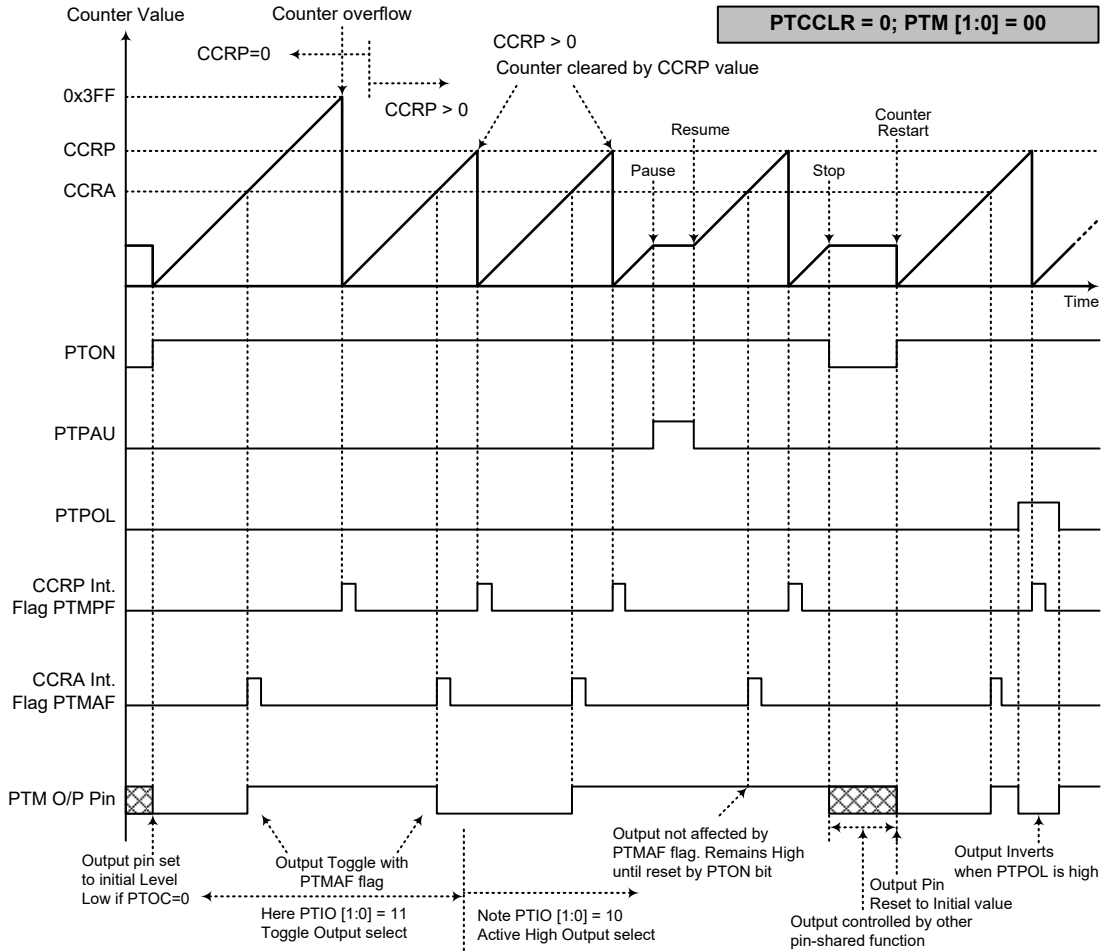 Counter Value
Counter overflow
PTCCLR = 0; PTM [1:0] = 00
CCRP=0
CCRP > 0
CCRP > 0
Counter cleared by CCRP value
0x3FF
CCRP
CCRA
Pause
Resume
Stop
Counter
Restart
Time
PTON
PTPAU
PTPOL
CCRP Int.
Flag PTMPF
CCRA Int.
Flag PTMAF
PTM O/P Pin
Output pin set
to initial Level
Low if PTOC=0
Output Toggle with
PTMAF flag
Here PTIO [1:0] = 11
Toggle Output select
Note PTIO [1:0] = 10
Active High Output select
Output not affected by
PTMAF flag. Remains High
until reset by PTON bit
Output Pin
Reset to Initial value
Output controlled by other
pin-shared function
Output Inverts
when PTPOL is high